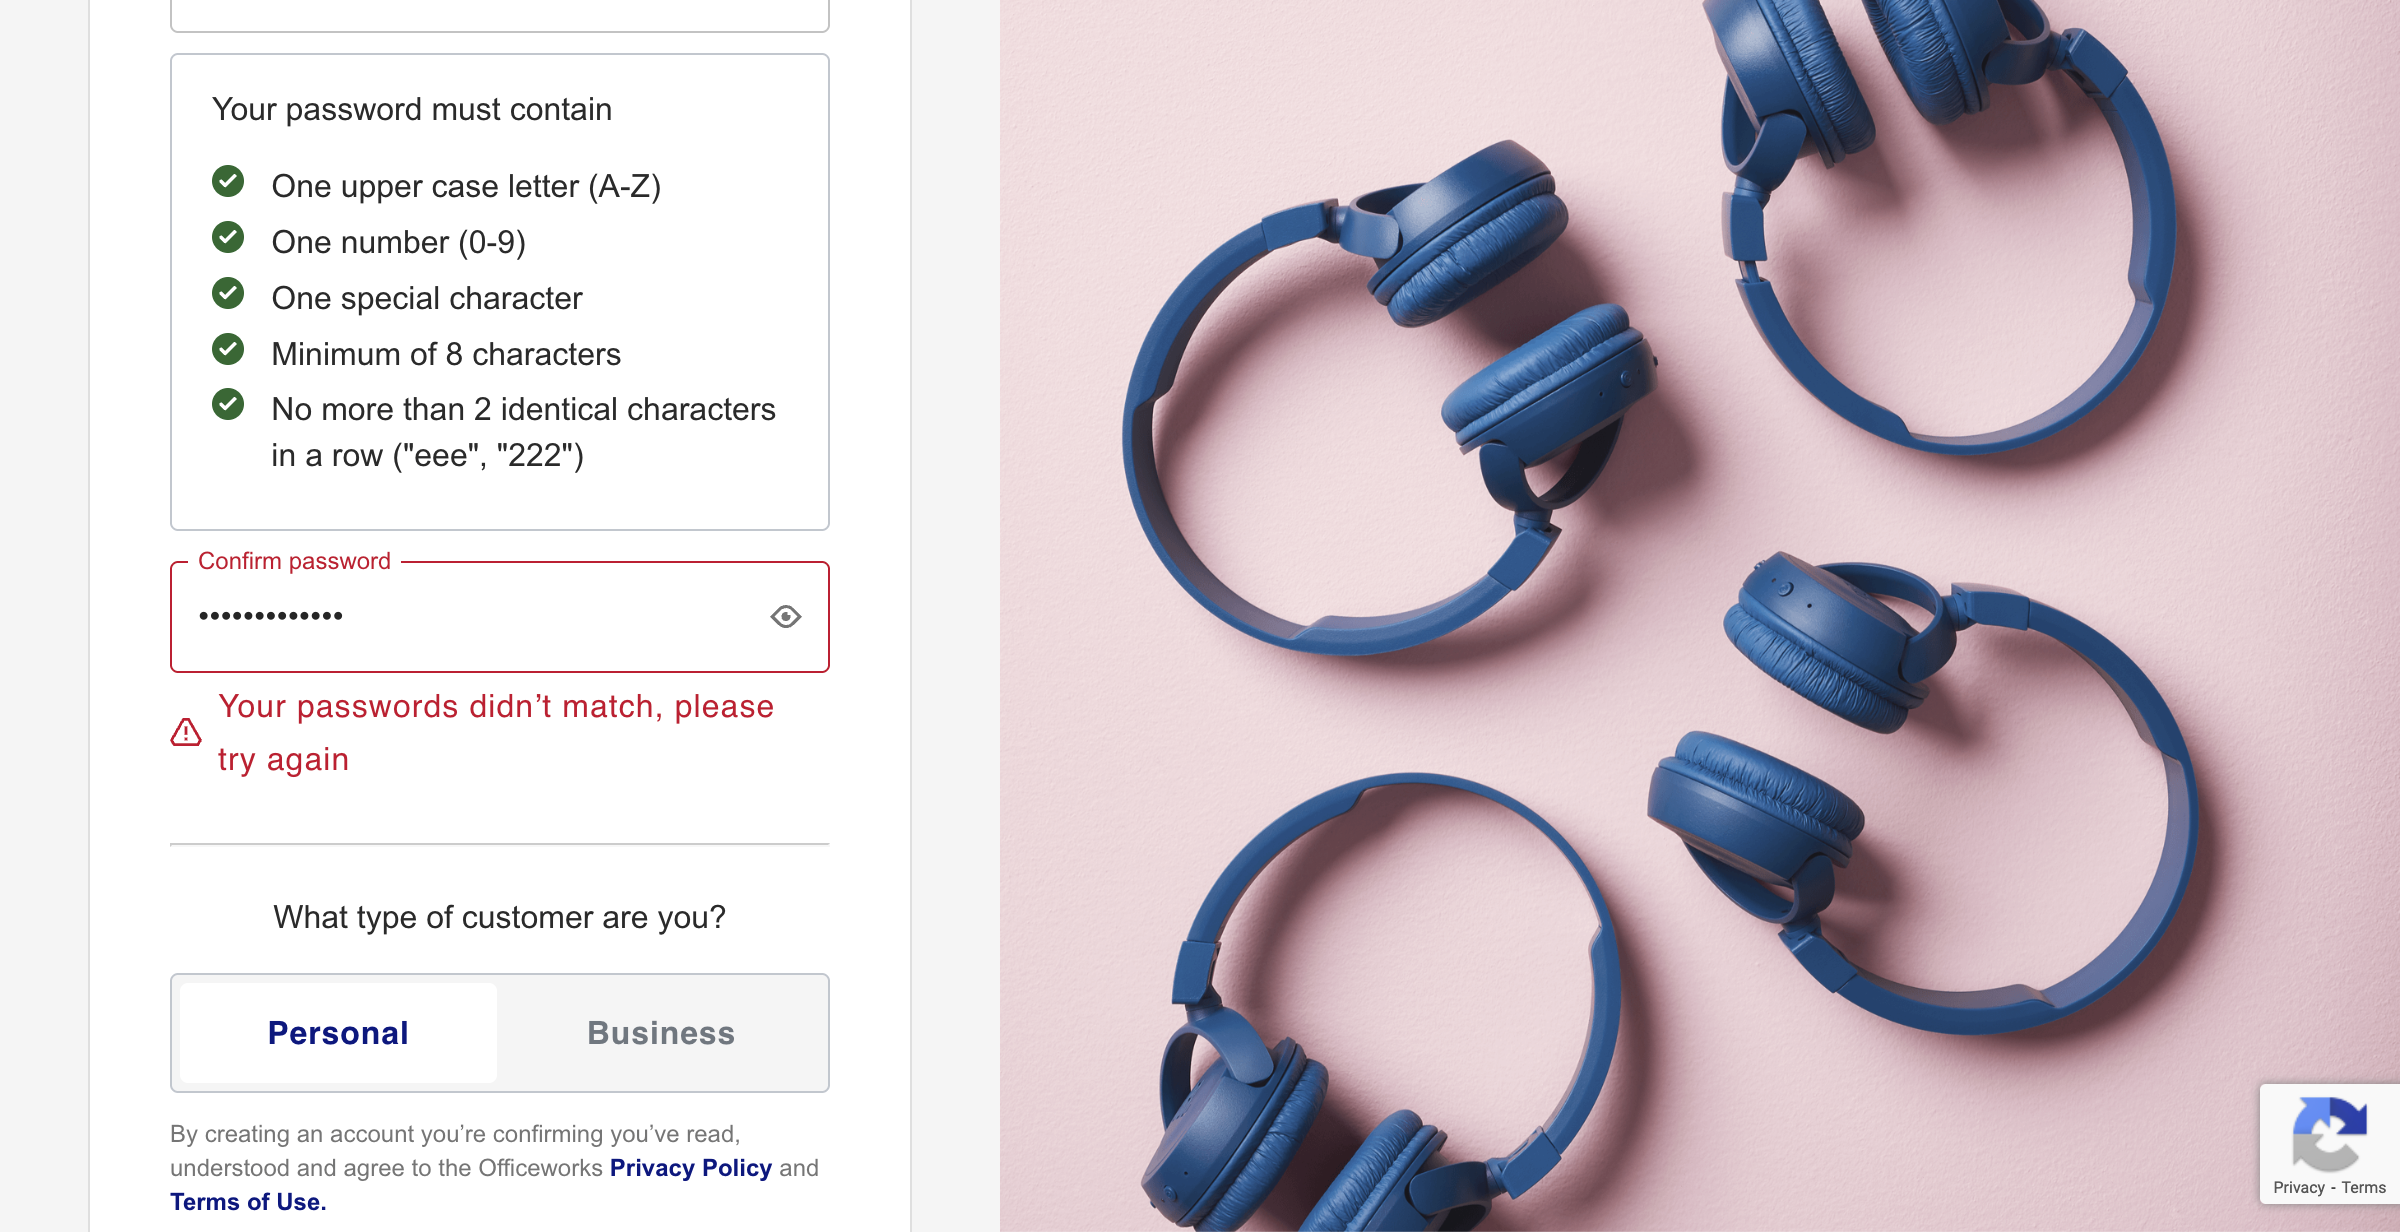 Your password must contain
One upper case letter (A-Z)
One number (0-9)
One special character
Minimum of 8 characters
No more than 2 identical characters
in a row ("eee", "222")
Confirm password
•••••••••••••
Your passwords didn’t match, please
try again
What type of customer are you?
Personal Business
By creating an account you’re confirming you’ve read,
understood and agree to the Officeworks Privacy Policy and
Terms of Use.
Privacy - Terms